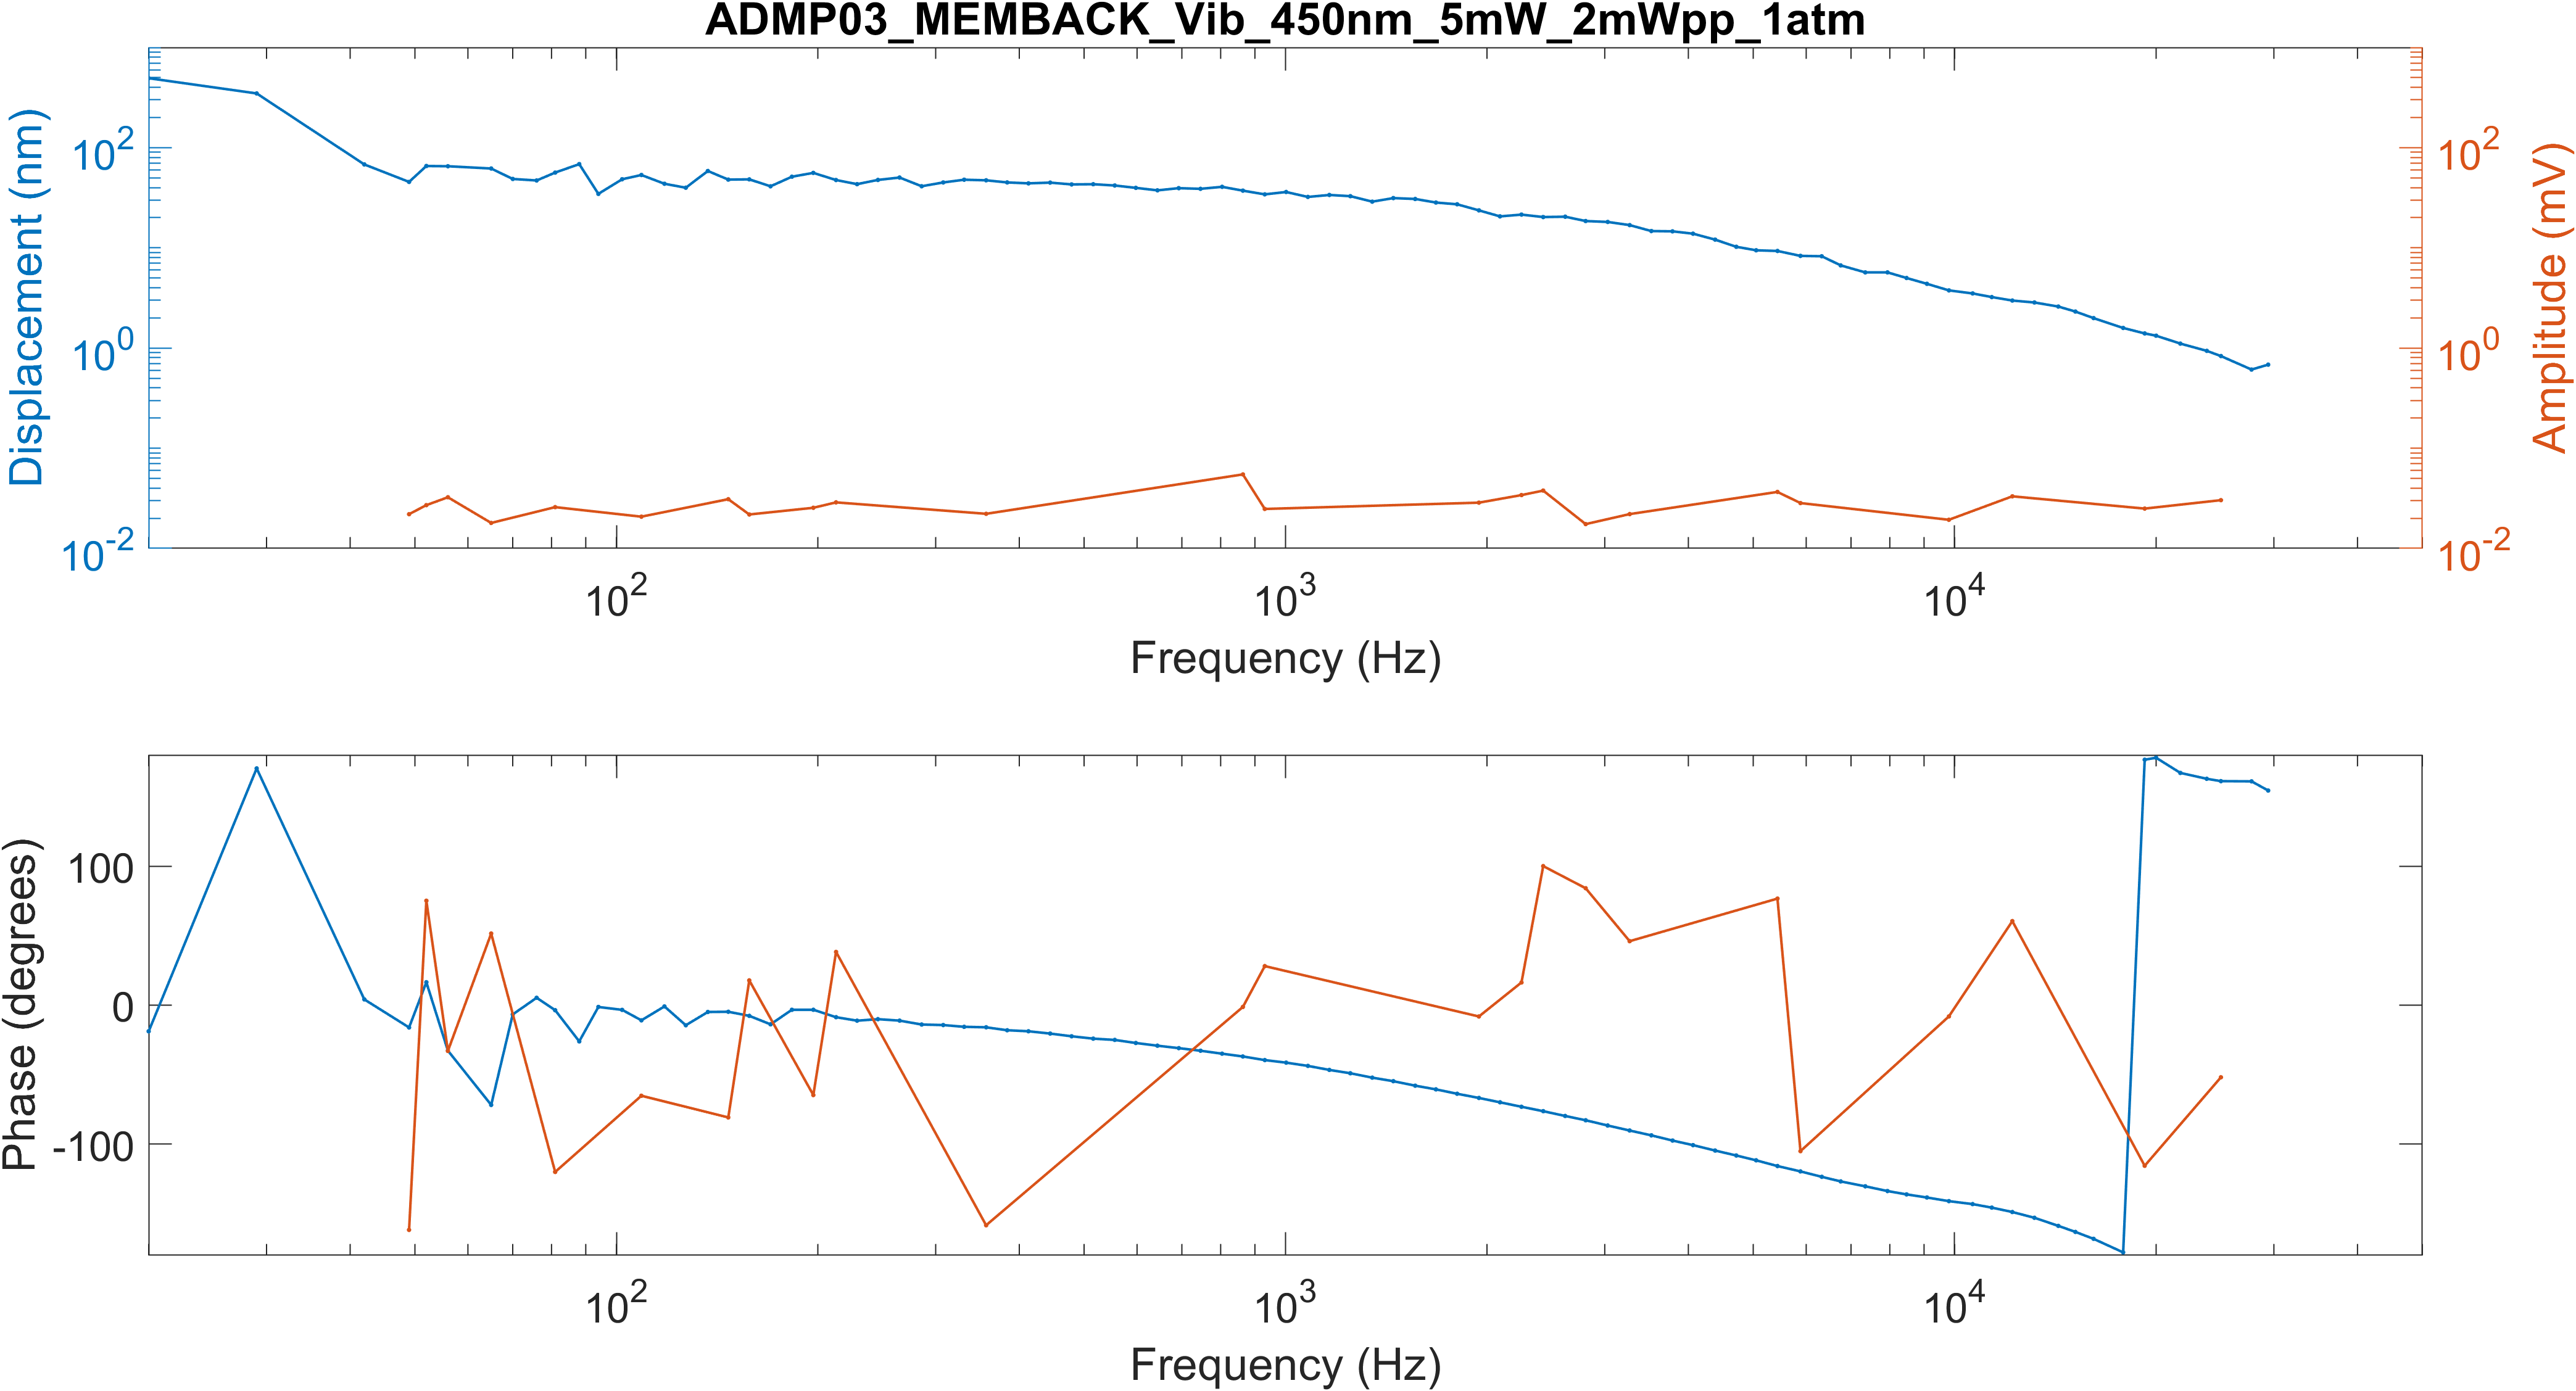 ADMP03_MEMBACK_Vib_450nm_5mW_2mWpp_1atm
Displacement (nm)
10^2
10^0
10^-2
Amplitude (mV)
10^2
10^0
10^-2
10^2 10^3 10^4
Frequency (Hz)
Phase (degrees)
100
0
-100
10^2 10^3 10^4
Frequency (Hz)